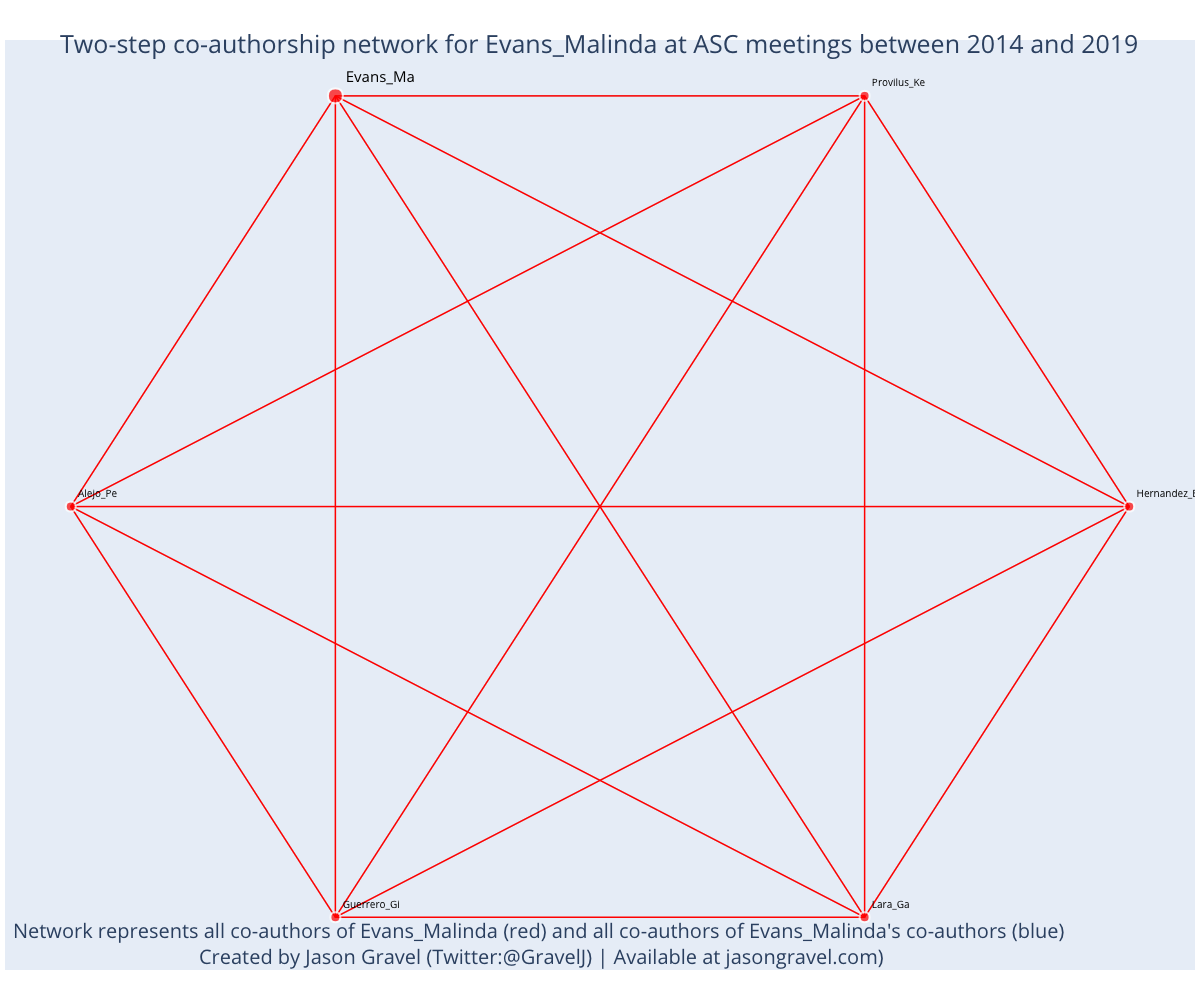 Two-step co-authorship network for Evans_Malinda at ASC meetings between 2014 and 2019
Evans_Ma
Provilus_Ke
Alejo_Pe
Hernandez_
Guerrero_Gi
Lara_Ga
Network represents all co-authors of Evans_Malinda (red) and all co-authors of Evans_Malinda's co-authors (blue)
Created by Jason Gravel (Twitter:@GravelJ) | Available at jasongravel.com)